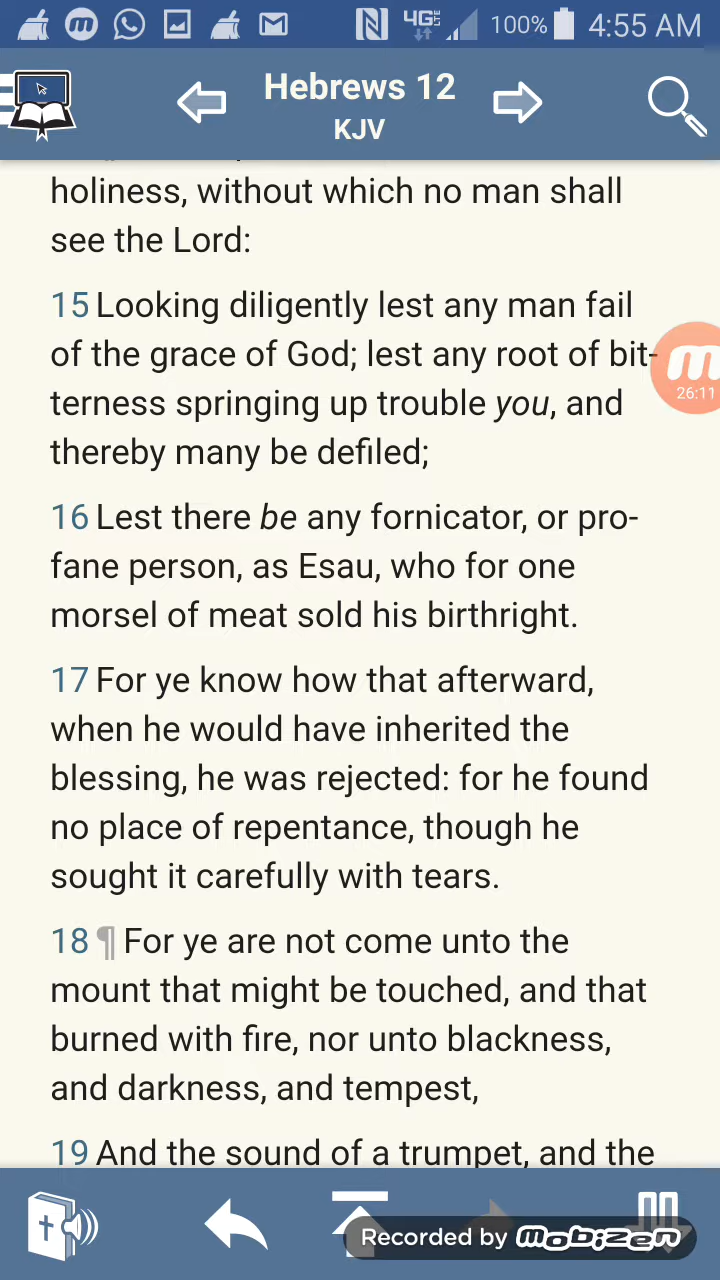 100% 4:55 AM
4G LTE
Hebrews 12
KJV
holiness, without which no man shall
see the Lord:
15 Looking diligently lest any man fail
of the grace of God; lest any root of bit-
terness springing up trouble you, and
thereby many be defiled;
26:11
16 Lest there be any fornicator, or pro-
fane person, as Esau, who for one
morsel of meat sold his birthright.
17 For ye know how that afterward,
when he would have inherited the
blessing, he was rejected: for he found
no place of repentance, though he
sought it carefully with tears.
18 ¶ For ye are not come unto the
mount that might be touched, and that
burned with fire, nor unto blackness,
and darkness, and tempest,
19 And the sound of a trumpet, and the
Recorded by mobizen